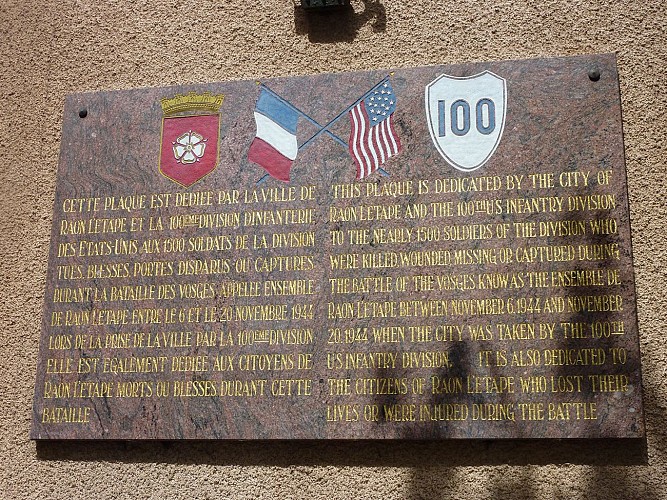 100
CETTE PLAQUE EST DEDIEE PAR LA VILLE DE
RAON L'ETAPE ET LA 100EME DIVISION D'INFANTERIE
DES ETATS-UNIS AUX 1500 SOLDATS DE LA DIVISION
TUES, BLESSES PORTES DISPARUS OU CAPTURES
DURANT LA BATAILLE DES VOSGES APPELEE ENSEMBLE
DE RAON L'ETAPE ENTRE LE 6 ET LE 20 NOVEMBRE 1944
LORS DE LA PRISE DE LA VILLE PAR LA 100EME DIVISION
ELLE EST EGALEMENT DEDIEE AUX CITOYENS DE
RAON L'ETAPE MORTS OU BLESSES DURANT CETTE
BATAILLE
THIS PLAQUE IS DEDICATED BY THE CITY OF
RAON L'ETAPE AND THE 100TH US INFANTRY DIVISION
TO THE NEARLY 1500 SOLDIERS OF THE DIVISION WHO
WERE KILLED WOUNDED MISSING OR CAPTURED DURING
THE BATTLE OF THE VOSGES KNOW AS THE ENSEMBLE DE
RAON L'ETAPE BETWEEN NOVEMBER 6.1944 AND NOVEMBER
20.1944 WHEN THE CITY WAS TAKEN BY THE 100TH
US INFANTRY DIVISION IT IS ALSO DEDICATED TO
THE CITIZENS OF RAON L'ETAPE WHO LOST THEIR
LIVES OR WERE INJURED DURING THE BATTLE